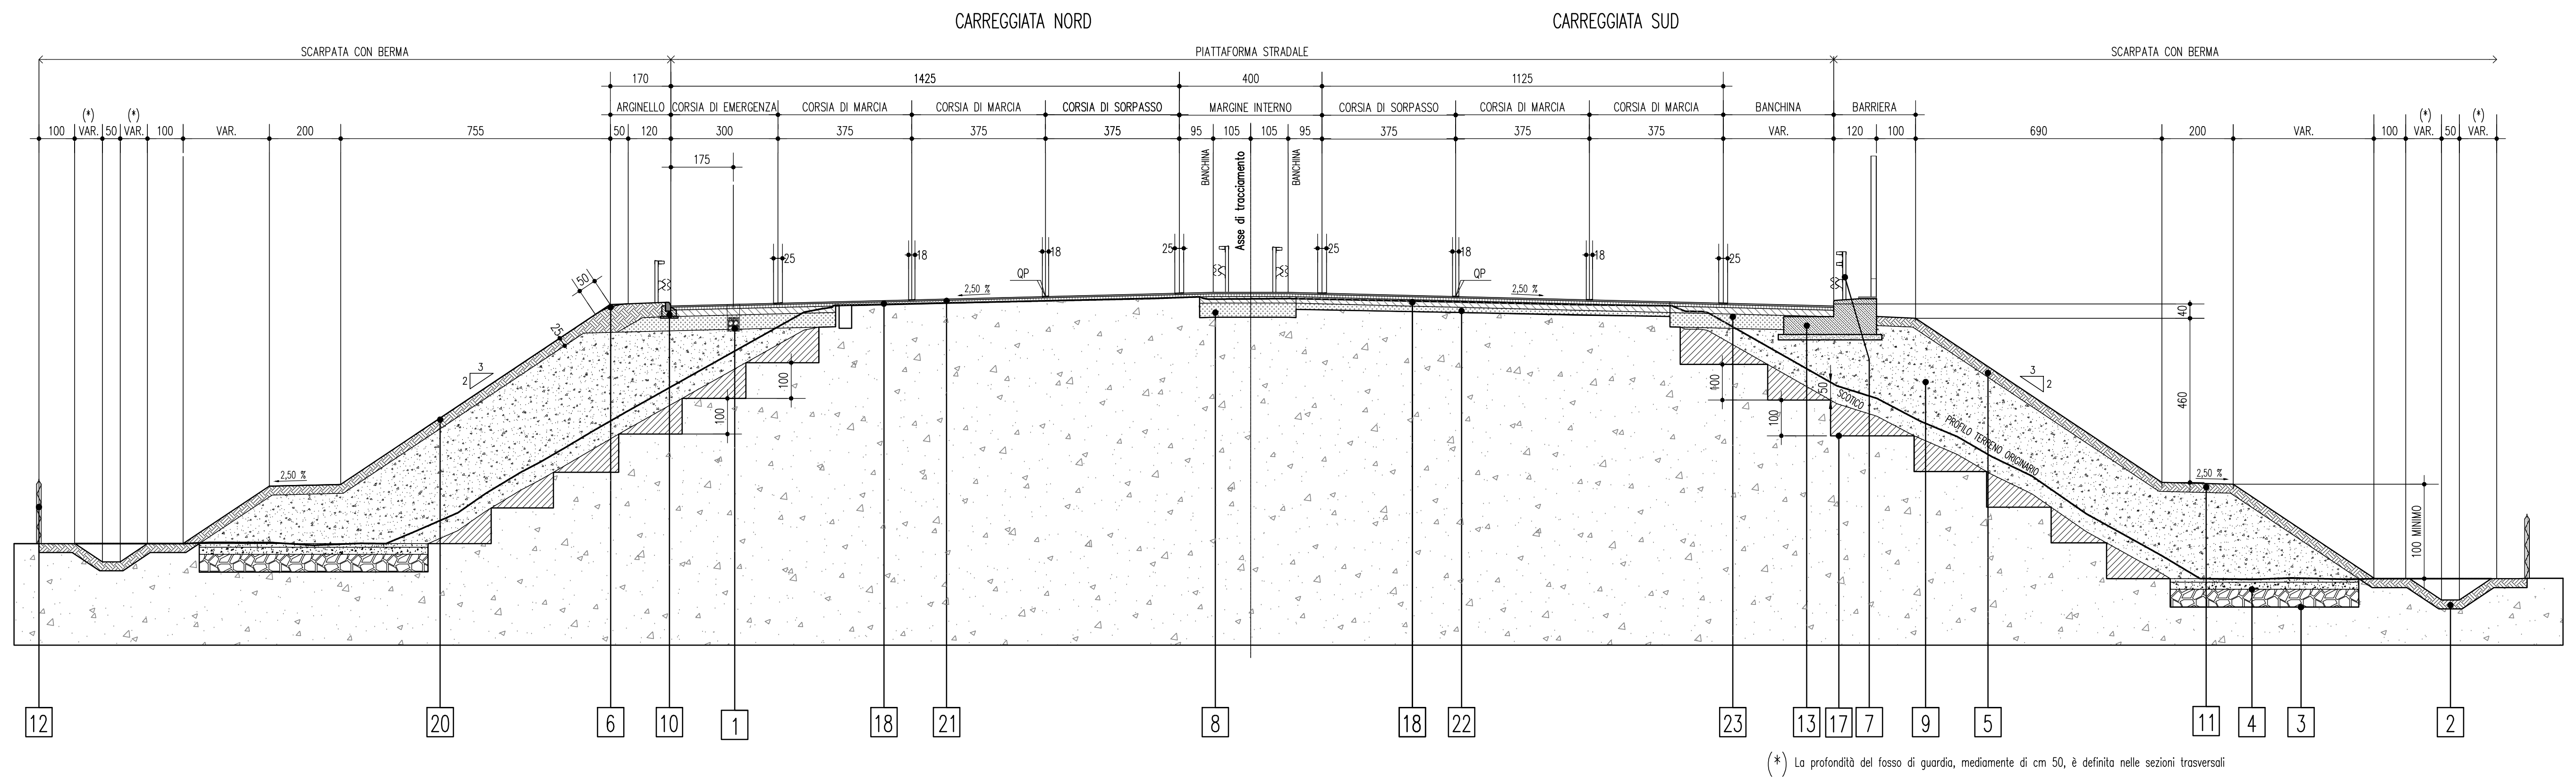 CARREGGIATA NORD CARREGGIATA SUD
SCARPATA CON BERMA PIATTAFORMA STRADALE SCARPATA CON BERMA
170 1425 400 1125
ARGINELLO CORSIA DI EMERGENZA CORSIA DI MARCIA CORSIA DI MARCIA CORSIA DI SORPASSO MARGINE INTERNO CORSIA DI SORPASSO CORSIA DI MARCIA CORSIA DI MARCIA BANCHINA BARRIERA
(*) (*) (*) (*)
100 VAR. 50 VAR. 100 VAR. 200 755 50 120 300 375 375 375 95 105 105 95 375 375 375 VAR. 120 100 690 200 VAR. 100 VAR. 50 VAR.
175
BANCHINA
Asse di tracciamento
BANCHINA
25 18 18 25 25 18 18 25
QP QP
50
2,50 % 2,50 %
25
40
3
2
3
2
100
100
100
100
50
SCOTICO
PROFILO TERRENO ORIGINARIO
460
2,50 % 2,50 %
100 MINIMO
12 20 6 10 1 18 21 8 18 22 23 13 17 7 9 5 11 4 3 2
(*) La profondità del fosso di guardia, mediamente di cm 50, è definita nelle sezioni trasversali